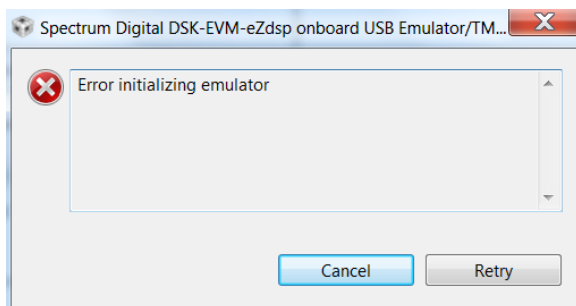 Spectrum Digital DSK-EVM-eZdsp onboard USB Emulator/TM...
Error initializing emulator
Cancel
Retry